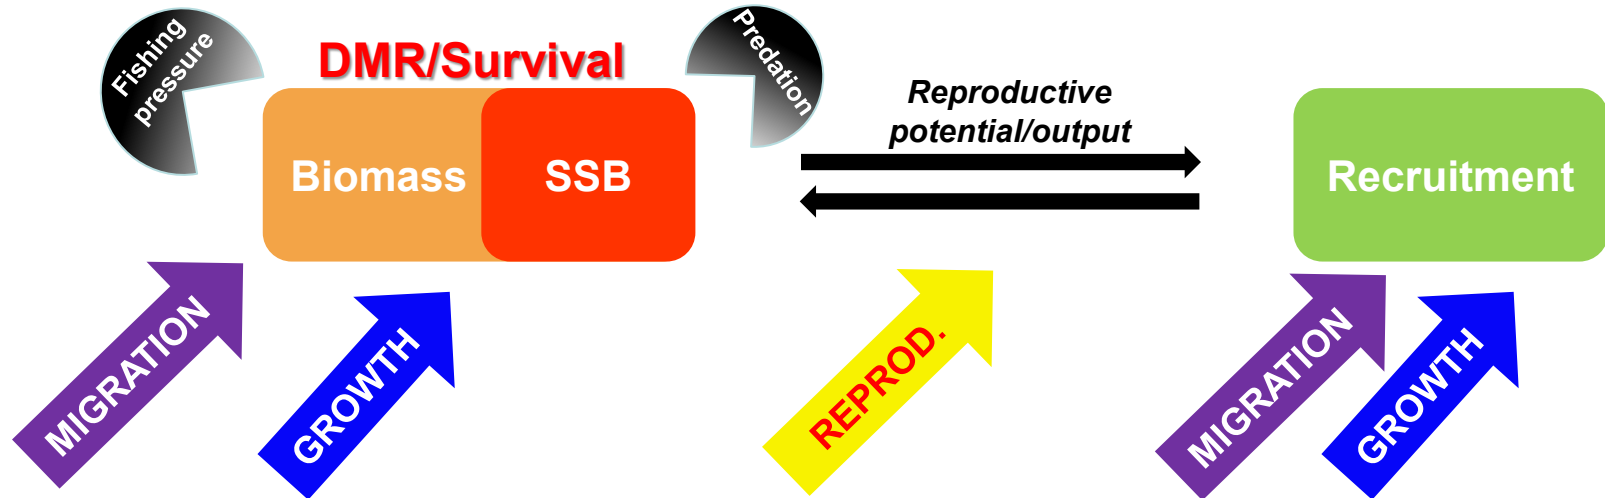 Fishing
pressure
DMR/Survival
Predation
Reproductive
potential/output
Biomass
SSB
Recruitment
MIGRATION
GROWTH
REPROD.
MIGRATION
GROWTH